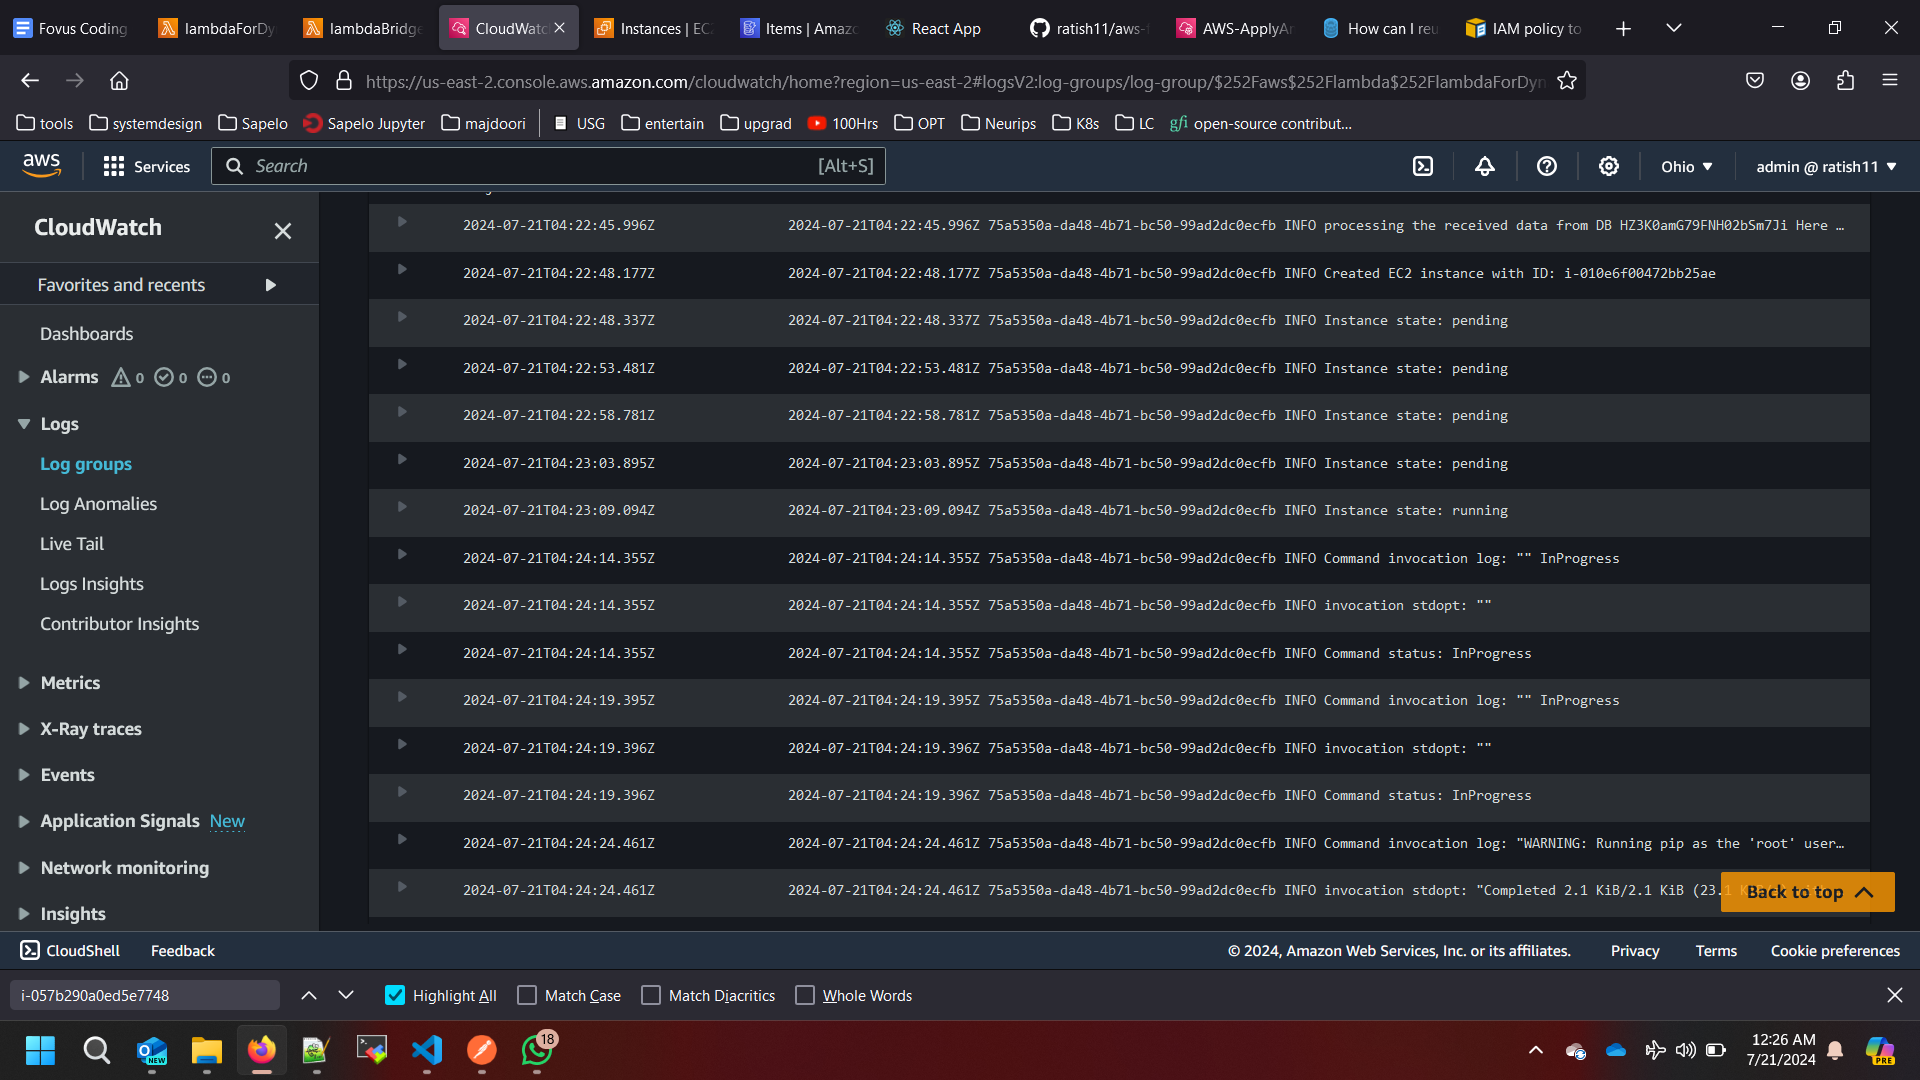 Fovus Coding
lambdaForDy
lambdaBridge
CloudWatc
Instances | EC
Items | Amaz
React App
ratish11/aws-
AWS-ApplyAn
How can I reu
IAM policy to
https://us-east-2.console.aws.amazon.com/cloudwatch/home?region=us-east-2#logsV2:log-groups/log-group/$252Faws$252Flambda$252FlambdaForDyn
tools
systemdesign
Sapelo
Sapelo Jupyter
majdoori
USG
entertain
upgrad
100Hrs
OPT
Neurips
K8s
LC
gfi open-source contribut...
aws
Services
Search
[Alt+S]
Ohio
admin @ ratish11
CloudWatch
Favorites and recents
Dashboards
Alarms 0 0 0
Logs
Log groups
Log Anomalies
Live Tail
Logs Insights
Contributor Insights
Metrics
X-Ray traces
Events
Application Signals New
Network monitoring
Insights
2024-07-21T04:22:45.996Z 2024-07-21T04:22:45.996Z 75a5350a-da48-4b71-bc50-99ad2dc0ecfb INFO processing the received data from DB HZ3K0amG79FNH02bSm7Ji Here …
2024-07-21T04:22:48.177Z 2024-07-21T04:22:48.177Z 75a5350a-da48-4b71-bc50-99ad2dc0ecfb INFO Created EC2 instance with ID: i-010e6f00472bb25ae
2024-07-21T04:22:48.337Z 2024-07-21T04:22:48.337Z 75a5350a-da48-4b71-bc50-99ad2dc0ecfb INFO Instance state: pending
2024-07-21T04:22:53.481Z 2024-07-21T04:22:53.481Z 75a5350a-da48-4b71-bc50-99ad2dc0ecfb INFO Instance state: pending
2024-07-21T04:22:58.781Z 2024-07-21T04:22:58.781Z 75a5350a-da48-4b71-bc50-99ad2dc0ecfb INFO Instance state: pending
2024-07-21T04:23:03.895Z 2024-07-21T04:23:03.895Z 75a5350a-da48-4b71-bc50-99ad2dc0ecfb INFO Instance state: pending
2024-07-21T04:23:09.094Z 2024-07-21T04:23:09.094Z 75a5350a-da48-4b71-bc50-99ad2dc0ecfb INFO Instance state: running
2024-07-21T04:24:14.355Z 2024-07-21T04:24:14.355Z 75a5350a-da48-4b71-bc50-99ad2dc0ecfb INFO Command invocation log: "" InProgress
2024-07-21T04:24:14.355Z 2024-07-21T04:24:14.355Z 75a5350a-da48-4b71-bc50-99ad2dc0ecfb INFO invocation stdopt: ""
2024-07-21T04:24:14.355Z 2024-07-21T04:24:14.355Z 75a5350a-da48-4b71-bc50-99ad2dc0ecfb INFO Command status: InProgress
2024-07-21T04:24:19.395Z 2024-07-21T04:24:19.395Z 75a5350a-da48-4b71-bc50-99ad2dc0ecfb INFO Command invocation log: "" InProgress
2024-07-21T04:24:19.396Z 2024-07-21T04:24:19.396Z 75a5350a-da48-4b71-bc50-99ad2dc0ecfb INFO invocation stdopt: ""
2024-07-21T04:24:19.396Z 2024-07-21T04:24:19.396Z 75a5350a-da48-4b71-bc50-99ad2dc0ecfb INFO Command status: InProgress
2024-07-21T04:24:24.461Z 2024-07-21T04:24:24.461Z 75a5350a-da48-4b71-bc50-99ad2dc0ecfb INFO Command invocation log: "WARNING: Running pip as the 'root' user…
2024-07-21T04:24:24.461Z 2024-07-21T04:24:24.461Z 75a5350a-da48-4b71-bc50-99ad2dc0ecfb INFO invocation stdopt: "Completed 2.1 KiB/2.1 KiB (23.1
Back to top
CloudShell
Feedback
© 2024, Amazon Web Services, Inc. or its affiliates.
Privacy
Terms
Cookie preferences
i-057b290a0ed5e7748
Highlight All
Match Case
Match Diacritics
Whole Words
NEW
18
12:26 AM
7/21/2024
PRE